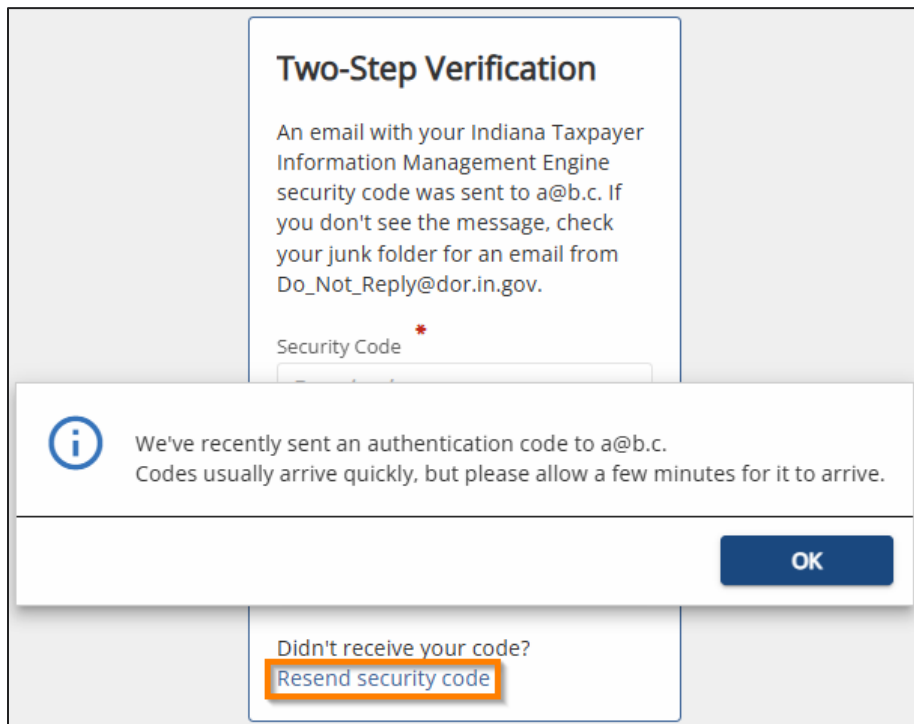 Two-Step Verification
An email with your Indiana Taxpayer
Information Management Engine
security code was sent to a@b.c. If
you don't see the message, check
your junk folder for an email from
Do_Not_Reply@dor.in.gov.
Security Code *
We've recently sent an authentication code to a@b.c.
Codes usually arrive quickly, but please allow a few minutes for it to arrive.
OK
Didn't receive your code?
Resend security code